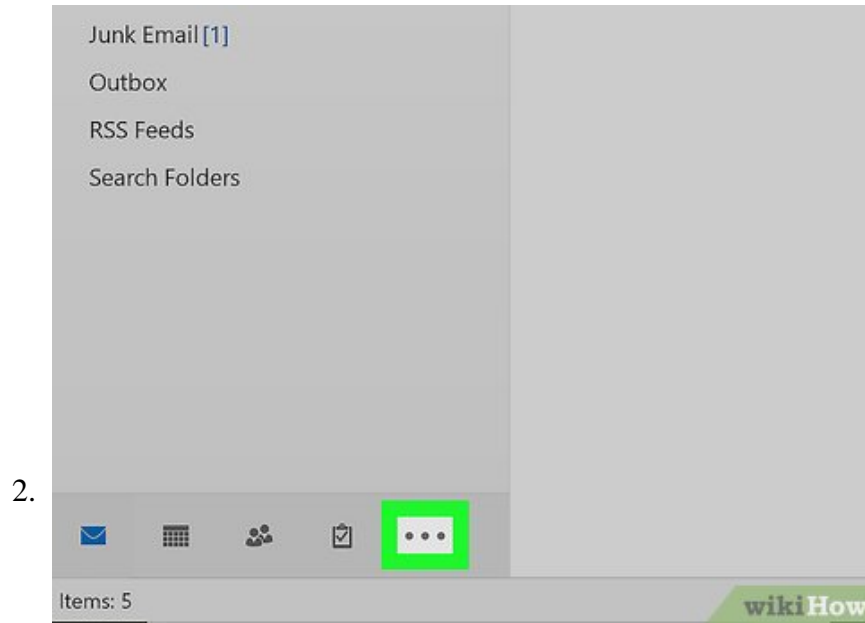 Junk Email [1]
Outbox
RSS Feeds
Search Folders
2.
Items: 5
wikiHow